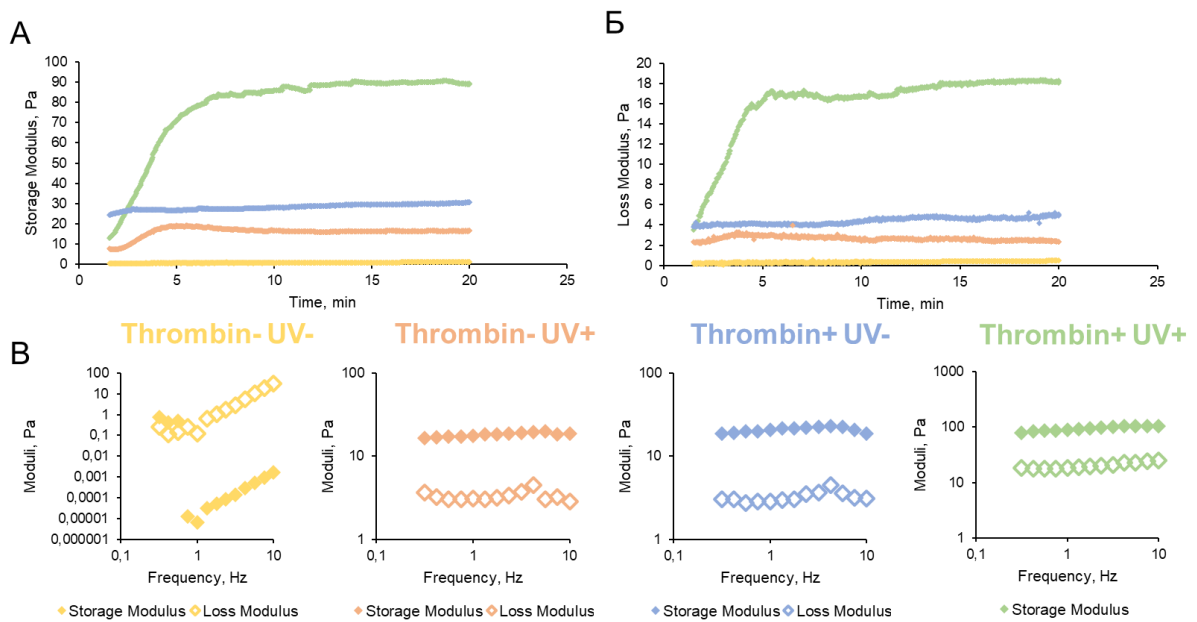 А
Storage Modulus, Pa
100
90
80
70
60
50
40
30
20
10
0
0 5 10 15 20 25
Time, min
Б
Loss Modulus, Pa
20
18
16
14
12
10
8
6
4
2
0
0 5 10 15 20 25
Time, min
В
Thrombin- UV-
Moduli, Pa
100
10
1
0,1
0,01
0,001
0,0001
0,00001
0,000001
0,1 1 10
Frequency, Hz
Storage Modulus Loss Modulus
Thrombin- UV+
Moduli, Pa
100
10
1
0,1 1 10
Frequency, Hz
Storage Modulus Loss Modulus
Thrombin+ UV-
Moduli, Pa
100
10
1
0,1 1 10
Frequency, Hz
Storage Modulus Loss Modulus
Thrombin+ UV+
Moduli, Pa
1000
100
10
1
0,1 1 10
Frequency, Hz
Storage Modulus